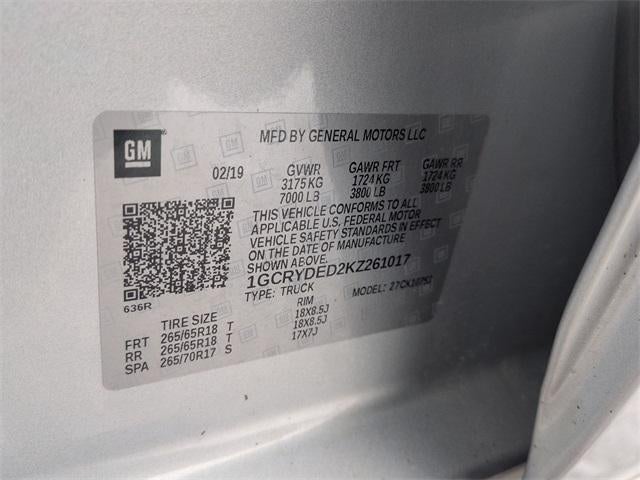 GM
MFD BY GENERAL MOTORS LLC
02/19 GVWR GAWR FRT GAWR RR
3175 KG 1724 KG 1724 KG
7000 LB 3800 LB 3800 LB
THIS VEHICLE CONFORMS TO ALL
APPLICABLE U.S. FEDERAL MOTOR
VEHICLE SAFETY STANDARDS IN EFFECT
ON THE DATE OF MANUFACTURE
SHOWN ABOVE.
1GCRYDED2KZ261017
636R
TYPE: TRUCK MODEL:
TIRE SIZE RIM
FRT 265/65R18 T 18X8.5J
RR 265/65R18 T 18X8.5J
SPA 265/70R17 S 17X7J